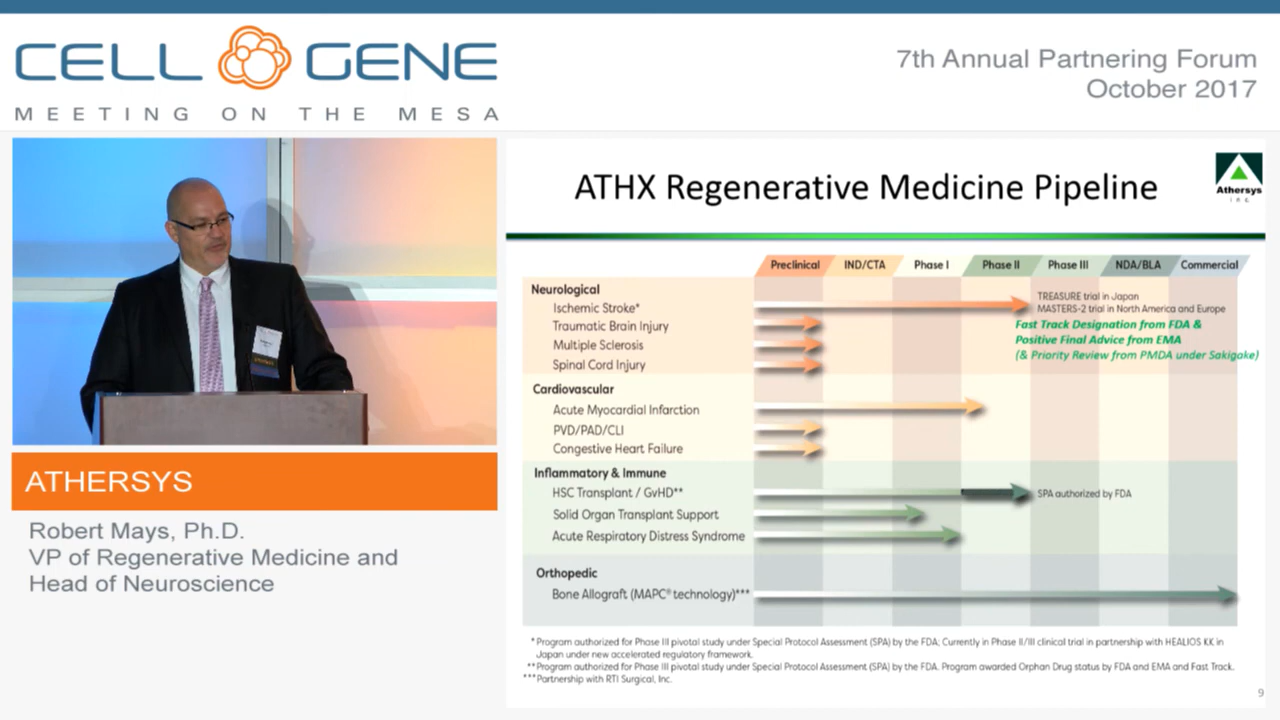 CELL GENE
MEETING ON THE MESA
7th Annual Partnering Forum
October 2017
ATHERSYS
Robert Mays, Ph.D.
VP of Regenerative Medicine and
Head of Neuroscience
ATHX Regenerative Medicine Pipeline
Athersys
INC
Preclinical IND/CTA Phase I Phase II Phase III NDA/BLA Commercial
Neurological
Ischemic Stroke*
TREASURE trial in Japan
MASTERS-2 trial in North America and Europe
Traumatic Brain Injury
Fast Track Designation from FDA &
Positive Final Advice from EMA
(& Priority Review from PMDA under Sakigake)
Multiple Sclerosis
Spinal Cord Injury
Cardiovascular
Acute Myocardial Infarction
PVD/PAD/CLI
Congestive Heart Failure
Inflammatory & Immune
HSC Transplant / GvHD**
SPA authorized by FDA
Solid Organ Transplant Support
Acute Respiratory Distress Syndrome
Orthopedic
Bone Allograft (MAPC® technology)***
* Program authorized for Phase III pivotal study under Special Protocol Assessment (SPA) by the FDA; Currently in Phase II/III clinical trial in partnership with HEALIOS KK in
Japan under new accelerated regulatory framework.
** Program authorized for Phase III pivotal study under Special Protocol Assessment (SPA) by the FDA. Program awarded Orphan Drug status by FDA and EMA and Fast Track.
*** Partnership with RTI Surgical, Inc.
9